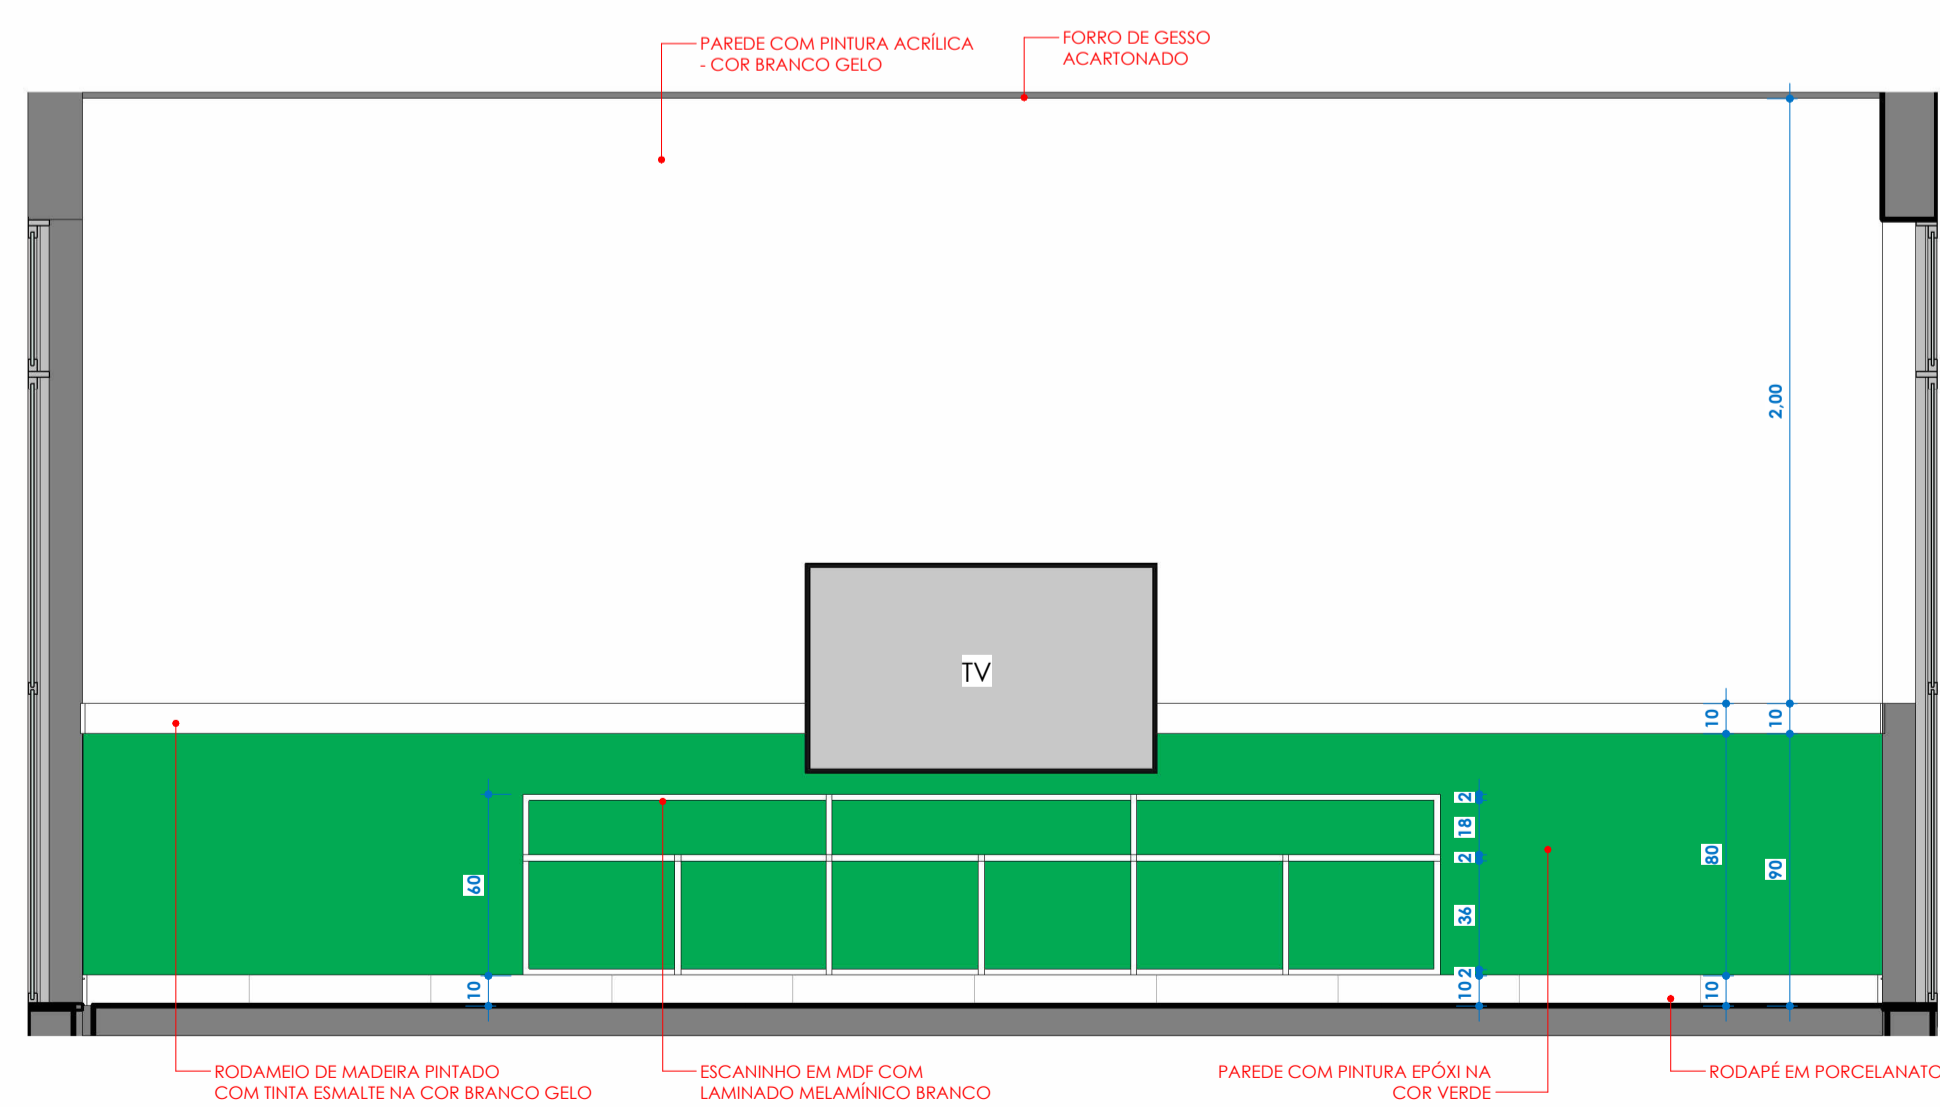 PAREDE COM PINTURA ACRÍLICA
- COR BRANCO GELO
FORRO DE GESSO
ACARTONADO
2,00
TV
10
10
2
18
2
36
2
10
60
10
80
10
90
RODAMEIO DE MADEIRA PINTADO
COM TINTA ESMALTE NA COR BRANCO GELO
ESCANINHO EM MDF COM
LAMINADO MELAMÍNICO BRANCO
PAREDE COM PINTURA EPÓXI NA
COR VERDE
RODAPÉ EM PORCELANATO